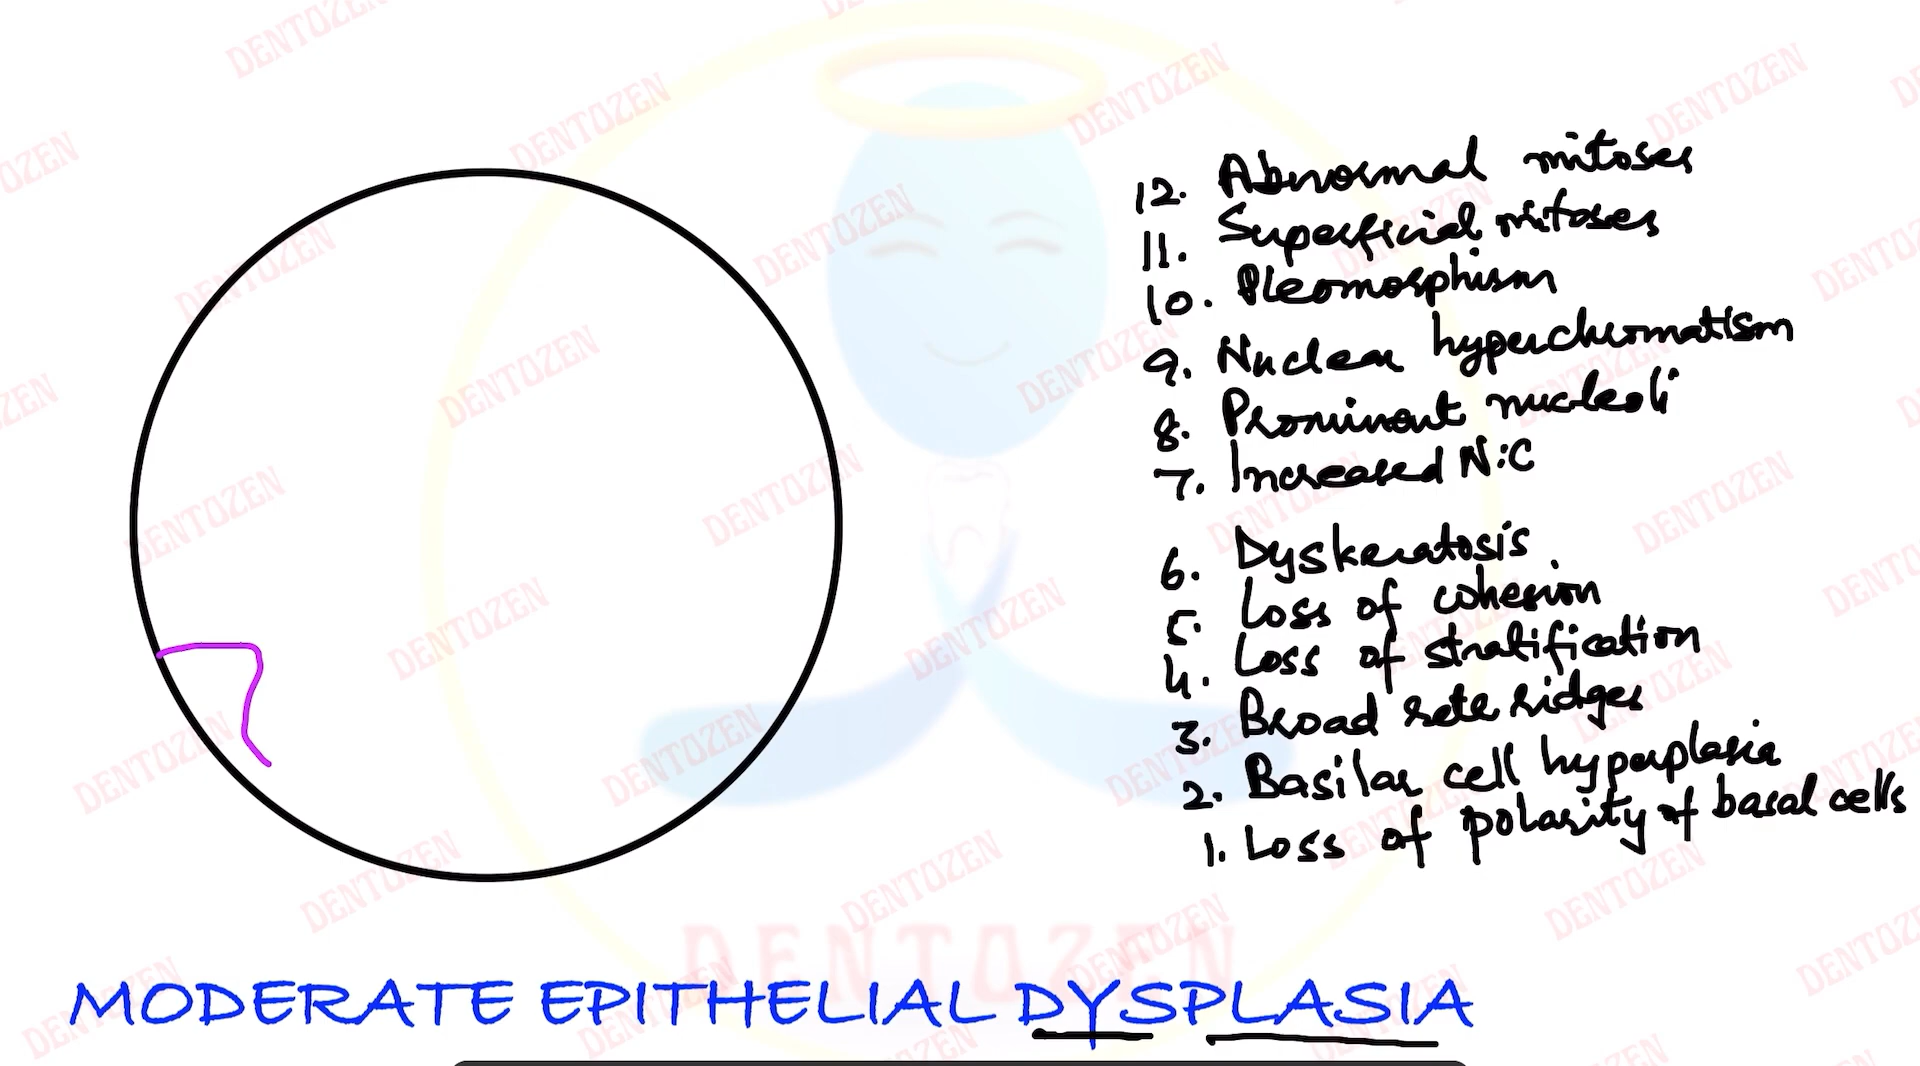 12. Abnormal mitoses
11. Superficial mitoses
10. Pleomorphism
9. Nuclear hyperchromatism
8. Prominent nucleoli
7. Increased N:C
6. Dyskeratosis
5. Loss of cohesion
4. Loss of stratification
3. Broad rete ridges
2. Basilar cell hyperplasia
1. Loss of polarity of basal cells
DENTOZEN
MODERATE EPITHELIAL DYSPLASIA